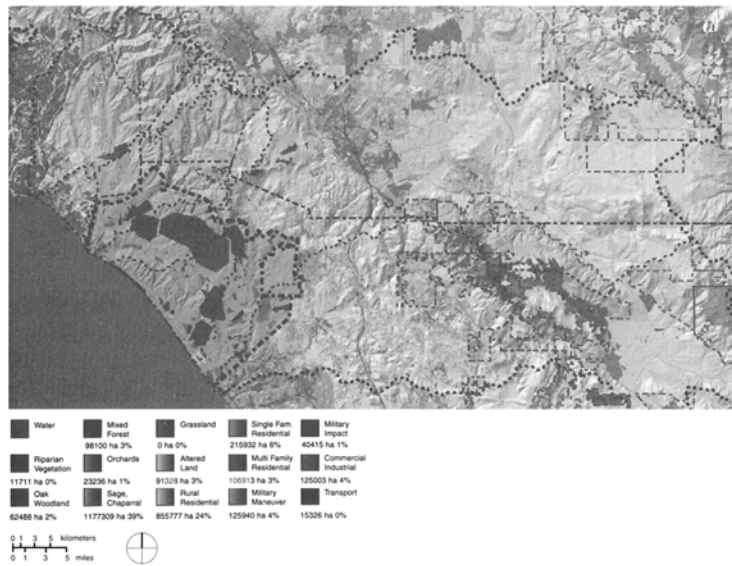 Water
Mixed
Forest
98100 ha 3%
Grassland
0 ha 0%
Single Fam.
Residential
215932 ha 6%
Military
Impact
40415 ha 1%
Riparian
Vegetation
11711 ha 0%
Orchards
23236 ha 1%
Altered
Land
91328 ha 3%
Multi Family
Residential
106913 ha 3%
Commercial
Industrial
125003 ha 4%
Oak
Woodland
62488 ha 2%
Sage,
Chaparral
1177309 ha 39%
Rural
Residential
855777 ha 24%
Military
Maneuver
125940 ha 4%
Transport
15326 ha 0%
0 1 3 5 kilometers
0 1 3 5 miles